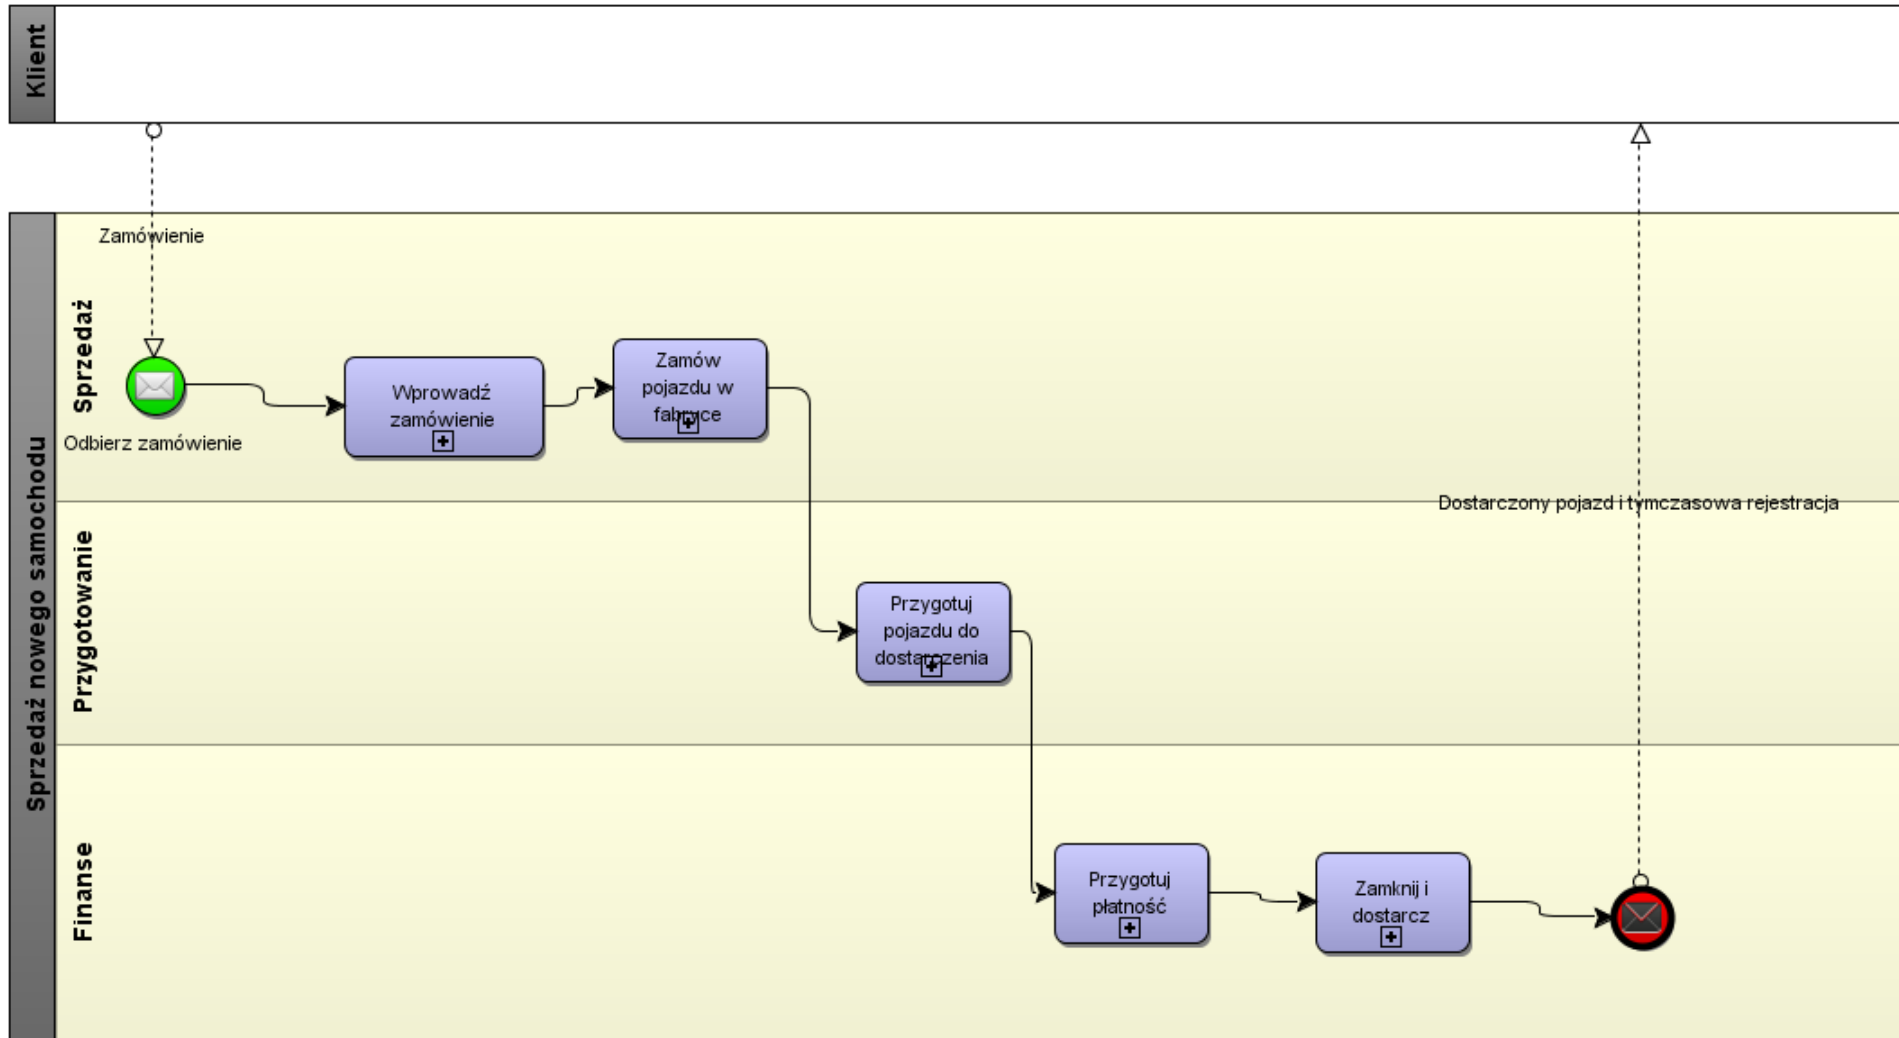 Klient
Zamówienie
Sprzedaż nowego samochodu
Sprzedaż
Odbierz zamówienie
Wprowadź
zamówienie
Zamów
pojazdu w
fabryce
Dostarczony pojazd i tymczasowa rejestracja
Przygotowanie
Przygotuj
pojazdu do
dostarczenia
Finanse
Przygotuj
płatność
Zamknij i
dostarcz